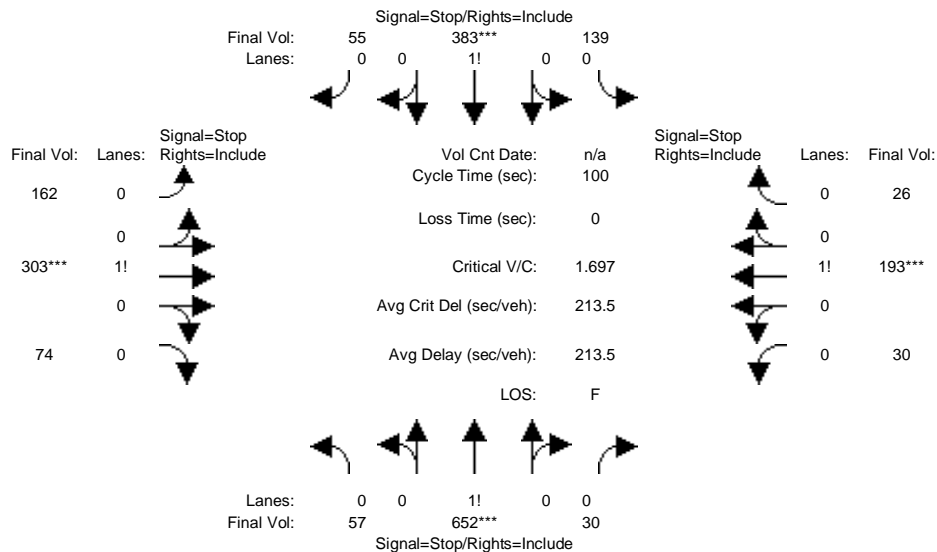 Signal=Stop/Rights=Include
Final Vol: 55 383*** 139
Lanes: 0 0 1! 0 0
Signal=Stop
Final Vol: Lanes: Rights=Include
Vol Cnt Date: n/a
Signal=Stop
Rights=Include Lanes: Final Vol:
Cycle Time (sec): 100
162 0
0 26
Loss Time (sec): 0
0
0
303*** 1!
Critical V/C: 1.697
1! 193***
0
Avg Crit Del (sec/veh): 213.5
0
74 0
Avg Delay (sec/veh): 213.5
0 30
LOS: F
Lanes: 0 0 1! 0 0
Final Vol: 57 652*** 30
Signal=Stop/Rights=Include